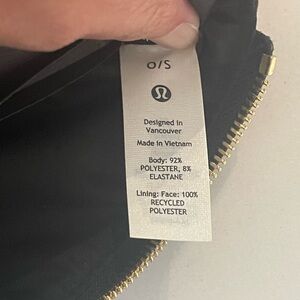 O/S
Designed in
Vancouver
Made in Vietnam
Body: 92%
POLYESTER, 8%
ELASTANE
Lining: Face: 100%
RECYCLED
POLYESTER